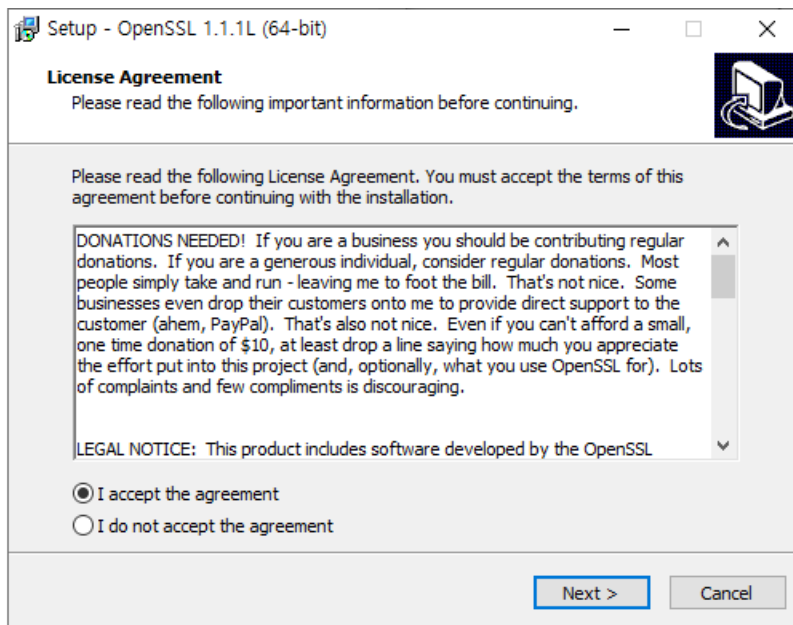 Setup - OpenSSL 1.1.1L (64-bit)
License Agreement
Please read the following important information before continuing.
Please read the following License Agreement. You must accept the terms of this
agreement before continuing with the installation.
DONATIONS NEEDED!  If you are a business you should be contributing regular
donations.  If you are a generous individual, consider regular donations.  Most
people simply take and run - leaving me to foot the bill.  That's not nice.  Some
businesses even drop their customers onto me to provide direct support to the
customer (ahem, PayPal).  That's also not nice.  Even if you can't afford a small,
one time donation of $10, at least drop a line saying how much you appreciate
the effort put into this project (and, optionally, what you use OpenSSL for).  Lots
of complaints and few compliments is discouraging.
LEGAL NOTICE:  This product includes software developed by the OpenSSL
I accept the agreement
I do not accept the agreement
Next >
Cancel